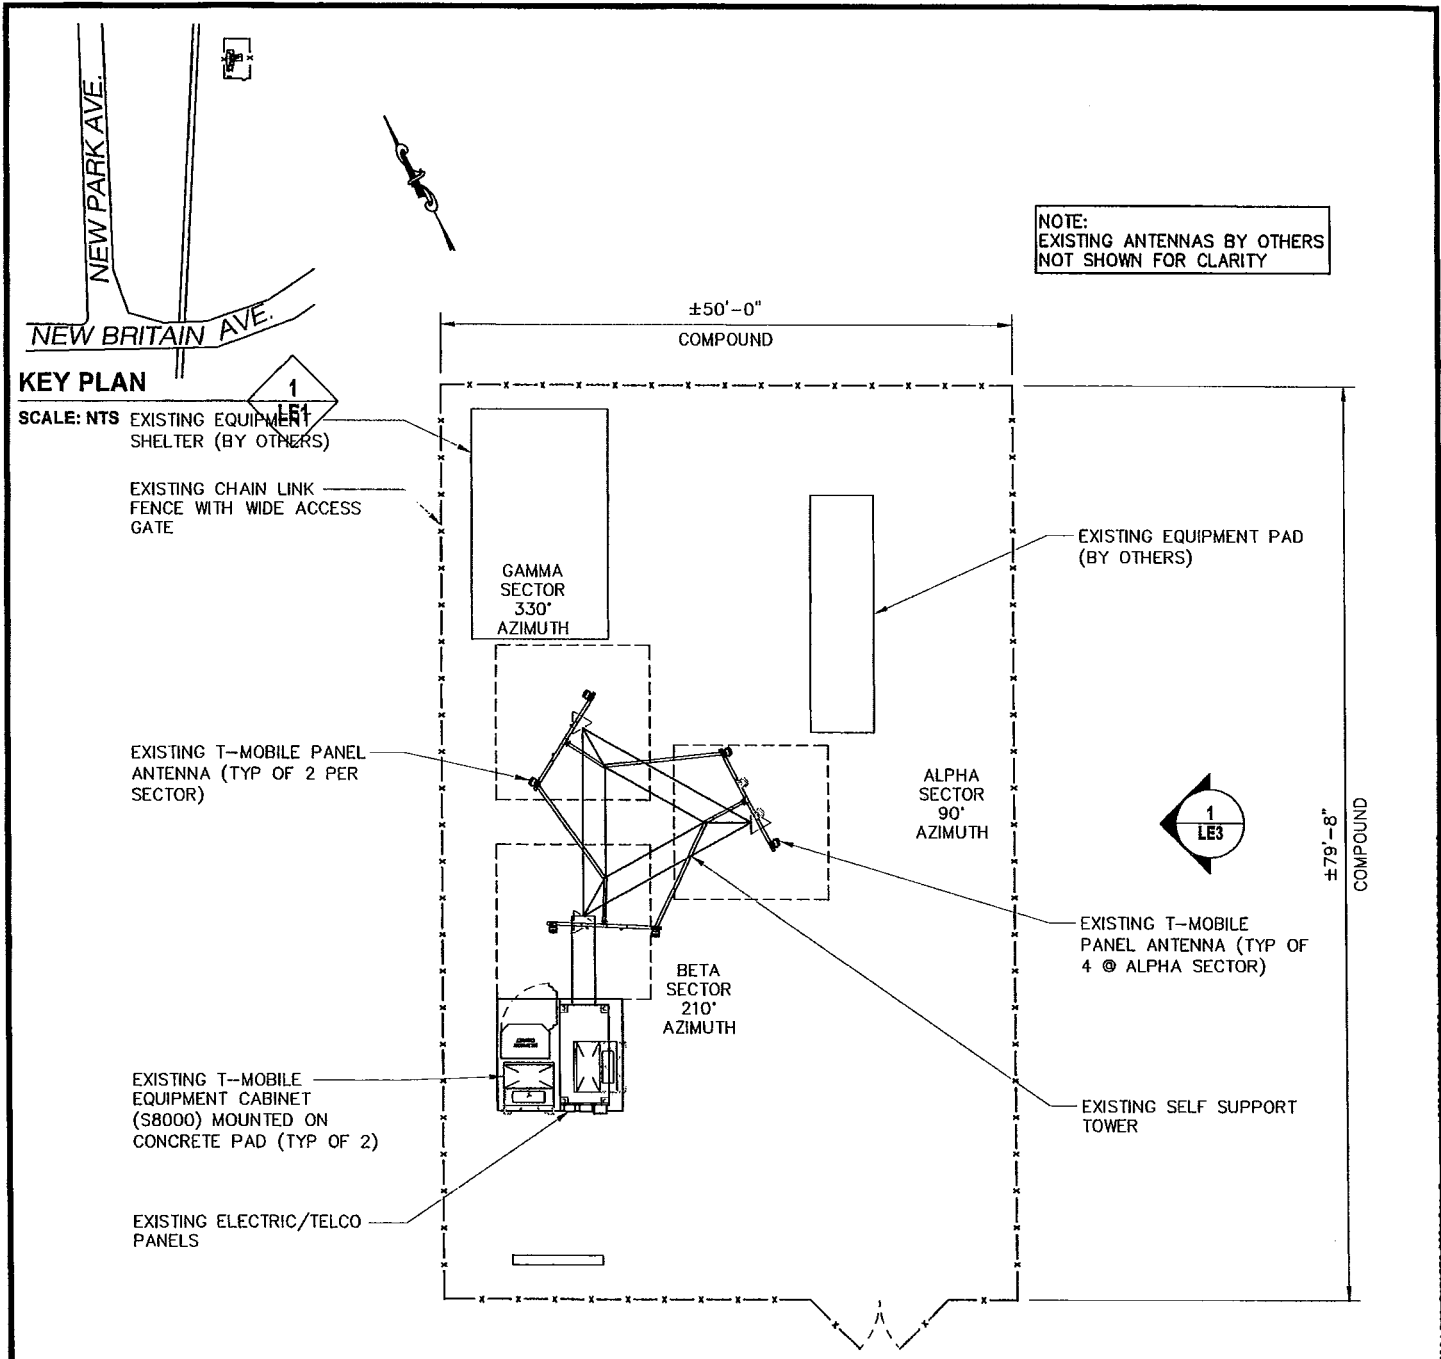 NEW PARK AVE.
NEW BRITAIN AVE.
KEY PLAN
SCALE: NTS
1
LE1
NOTE:
EXISTING ANTENNAS BY OTHERS
NOT SHOWN FOR CLARITY
±50'-0"
COMPOUND
EXISTING EQUIPMENT
SHELTER (BY OTHERS)
EXISTING CHAIN LINK
FENCE WITH WIDE ACCESS
GATE
EXISTING EQUIPMENT PAD
(BY OTHERS)
GAMMA
SECTOR
330°
AZIMUTH
EXISTING T-MOBILE PANEL
ANTENNA (TYP OF 2 PER
SECTOR)
ALPHA
SECTOR
90°
AZIMUTH
1
LE3
±79'-8"
COMPOUND
EXISTING T-MOBILE
PANEL ANTENNA (TYP OF
4 @ ALPHA SECTOR)
BETA
SECTOR
210°
AZIMUTH
EXISTING T-MOBILE
EQUIPMENT CABINET
(S8000) MOUNTED ON
CONCRETE PAD (TYP OF 2)
EXISTING SELF SUPPORT
TOWER
EXISTING ELECTRIC/TELCO
PANELS